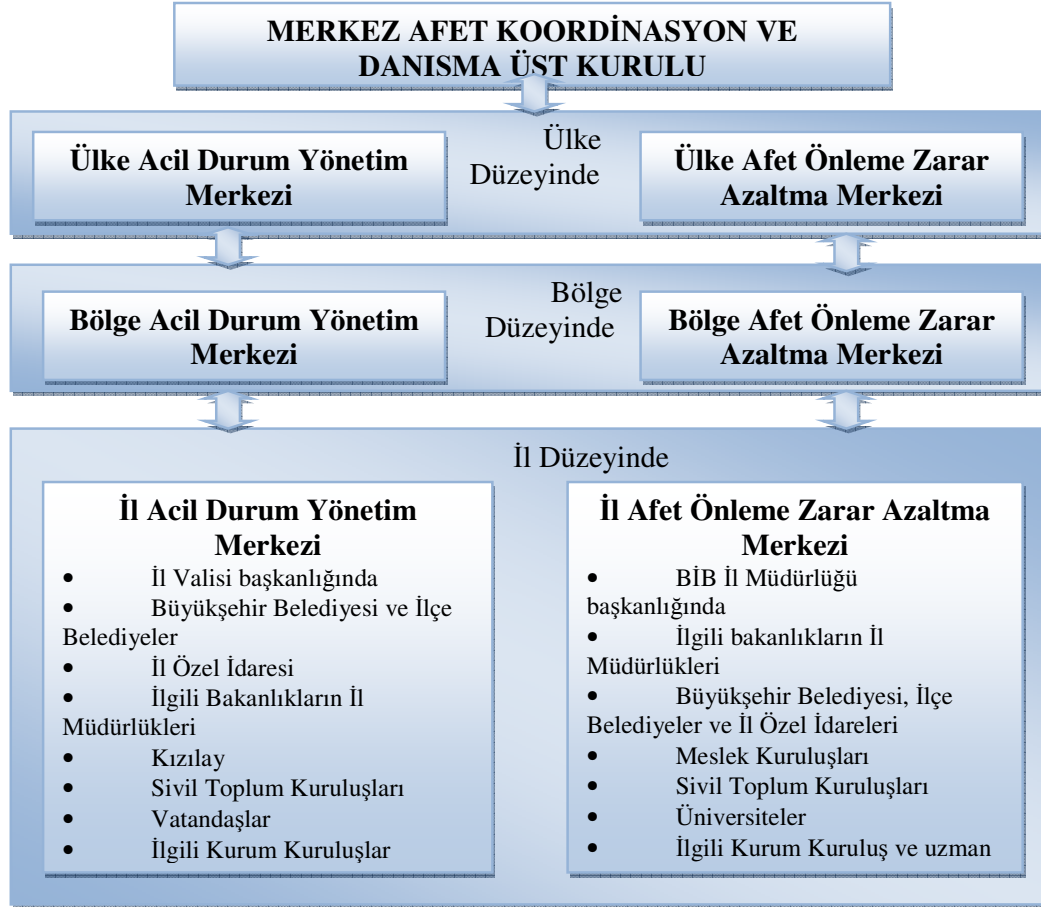 MERKEZ AFET KOORDİNASYON VE
DANISMA ÜST KURULU
Ülke Acil Durum Yönetim
Merkezi
Ülke
Düzeyinde
Ülke Afet Önleme Zarar
Azaltma Merkezi
Bölge Acil Durum Yönetim
Merkezi
Bölge
Düzeyinde
Bölge Afet Önleme Zarar
Azaltma Merkezi
İl Düzeyinde
İl Acil Durum Yönetim
Merkezi
• İl Valisi başkanlığında
• Büyükşehir Belediyesi ve İlçe
Belediyeler
• İl Özel İdaresi
• İlgili Bakanlıkların İl
Müdürlükleri
• Kızılay
• Sivil Toplum Kuruluşları
• Vatandaşlar
• İlgili Kurum Kuruluşlar
İl Afet Önleme Zarar Azaltma
Merkezi
• BİB İl Müdürlüğü
başkanlığında
• İlgili bakanlıkların İl
Müdürlükleri
• Büyükşehir Belediyesi, İlçe
Belediyeler ve İl Özel İdareleri
• Meslek Kuruluşları
• Sivil Toplum Kuruluşları
• Üniversiteler
• İlgili Kurum Kuruluş ve uzman